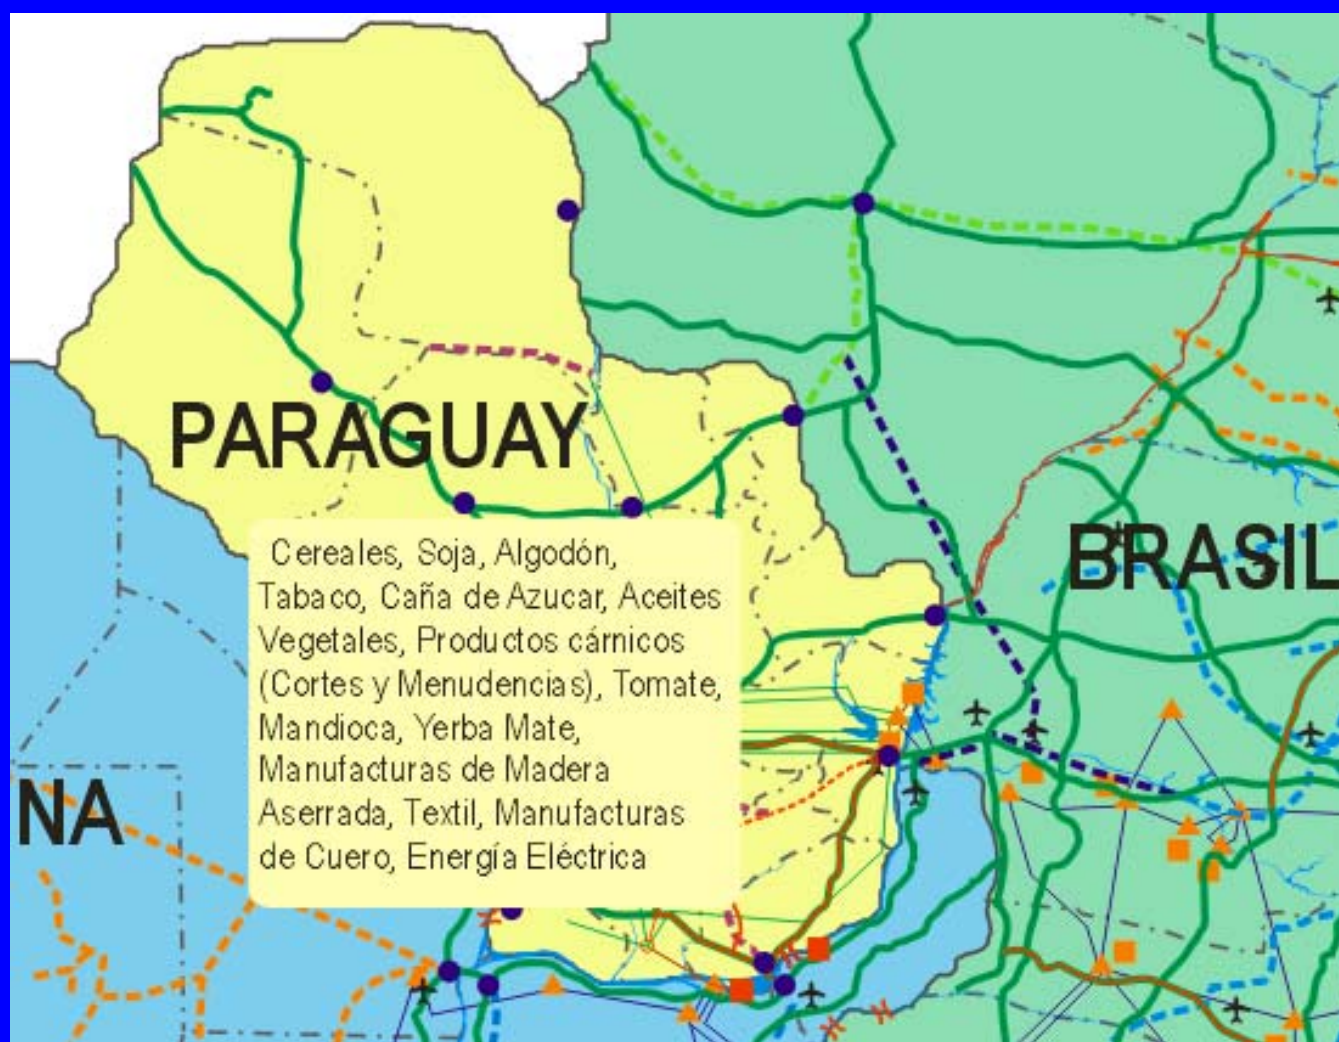 PARAGUAY
BRASIL
Cereales, Soja, Algodón,
Tabaco, Caña de Azucar, Aceites
Vegetales, Productos cárnicos
(Cortes y Menudencias), Tomate,
Mandioca, Yerba Mate,
Manufacturas de Madera
Aserrada, Textil, Manufacturas
de Cuero, Energía Eléctrica
NA